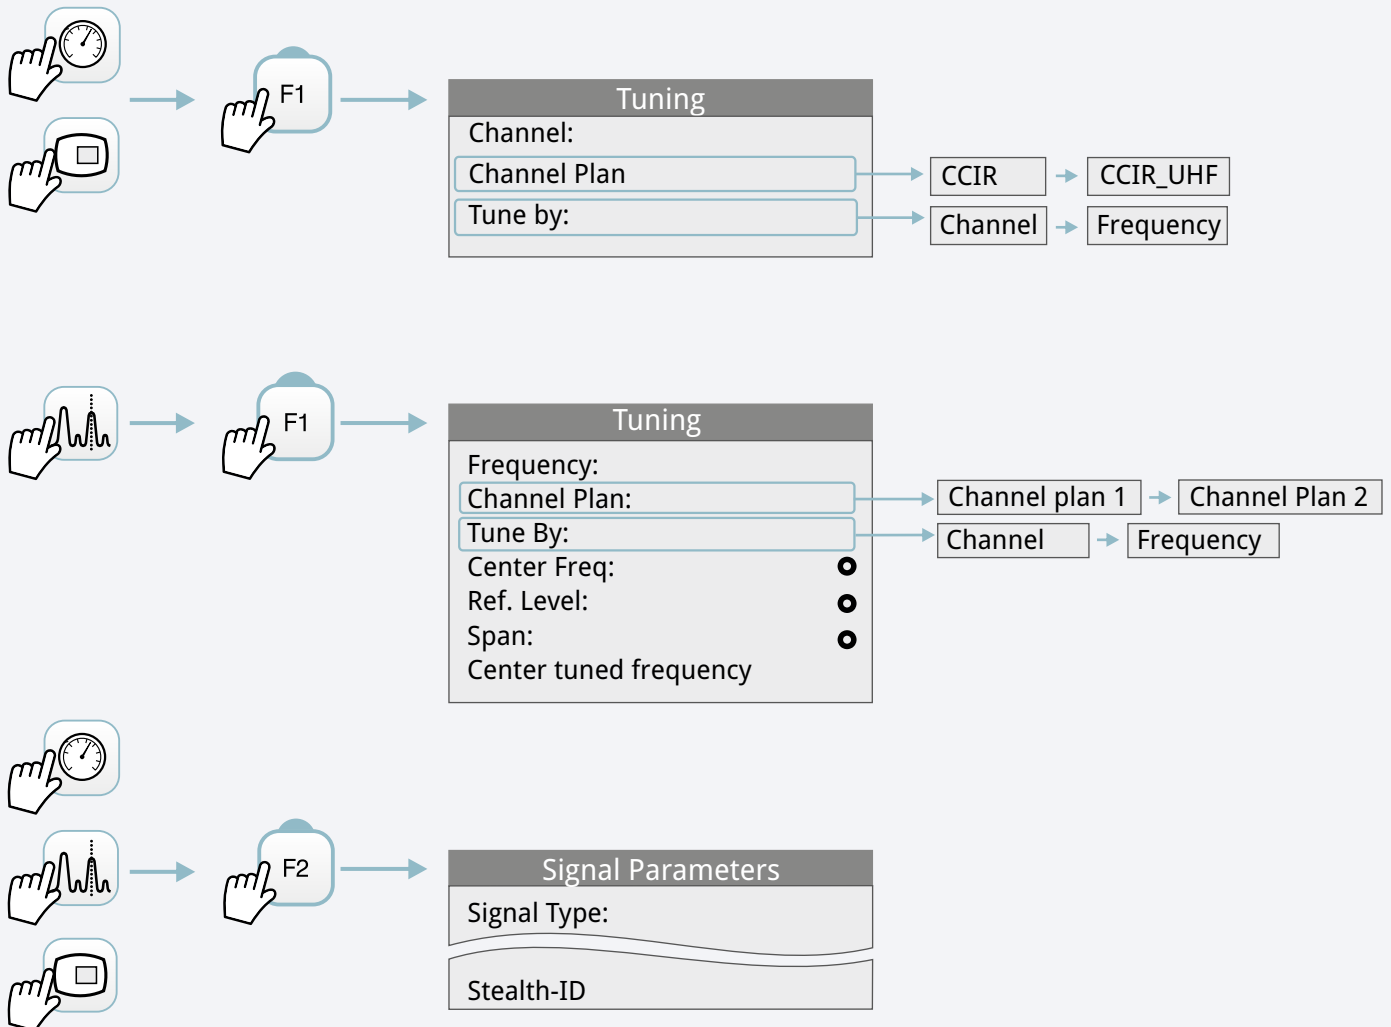 F1
Tuning
Channel:
Channel Plan
CCIR
CCIR_UHF
Tune by:
Channel
Frequency
F1
Tuning
Frequency:
Channel Plan:
Channel plan 1
Channel Plan 2
Tune By:
Channel
Frequency
Center Freq:
Ref. Level:
Span:
Center tuned frequency
F2
Signal Parameters
Signal Type:
Stealth-ID